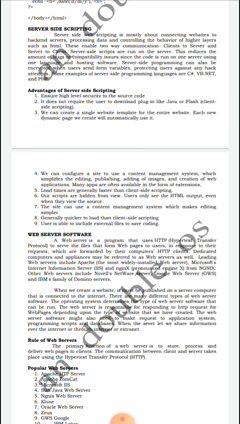 ?>
</body></html>
SERVER SIDE SCRIPTING
Server side scripting is mostly about connecting websites to
backend servers, processing data and controlling the behavior of higher layers
such as html. These enable two way communication- Clients to Server and
Server to Client. Server-side scripts are run on the server. This reduces the
amount of incompatibility issues since the code is run on one server using
one language and hosting software. Server-side programming can also be
encrypted when users send form variables, protecting users against any hack
attempts. Some examples of server-side programming languages are C#, VB.NET,
and PHP.
Advantages of Server side Scripting
1. Ensure high level security to the source code
2. It does not require the user to download plug-in like Java or Flash (client-
side scripting).
3. We can create a single website template for the entire website. Each new
dynamic page we create will automatically use it.
4. We can configure a site to use a content management system, which
simplifies the editing, publishing, adding of images, and creation of web
applications. Many apps are often available in the form of extensions.
5. Load times are generally faster than client-side scripting.
6. Our scripts are hidden from view. Users only see the HTML output, even
when they view the source.
7. The site can use a content management system which makes editing
simpler.
8. Generally quicker to load than client-side scripting
9. User is able to include external files to save coding.
WEB SERVER SOFTWARE
A Web server is a program that uses HTTP (Hypertext Transfer
Protocol) to serve the files that form Web pages to users, in response to their
requests, which are forwarded by their computers' HTTP clients. Dedicated
computers and appliances may be referred to as Web servers as well. Leading
Web servers include Apache (the most widely-installed Web server), Microsoft's
Internet Information Server (IIS) and nginX (pronounced engine X) from NGNIX.
Other Web servers include Novell's NetWare server, Google Web Server (GWS)
and IBM's family of Domino servers.
When we create a website, it must be installed on a server computer
that is connected to the internet. There are many different types of web server
software. The operating system determines the type of web server software that
can be run. The web server is responsible for responding to http request for
WebPages depending upon the type of website that we have created. The web
server software might also need to make request to application system,
programming scripts and databases. When the sever let we share information
over the internet or through intranet or extranet.
Role of Web Servers
The primary function of a web server is to store, process and
deliver web pages to clients. The communication between client and server takes
place using the Hypertext Transfer Protocol (HTTP).
Popular Web Servers
1. Apache HTTP Server
3. Microsoft IIS
4. Sun Java Web Server
5. Ngnix Web Server
6. Klone
7. Oracle Web Server
8. Zeus
9. GWS Google